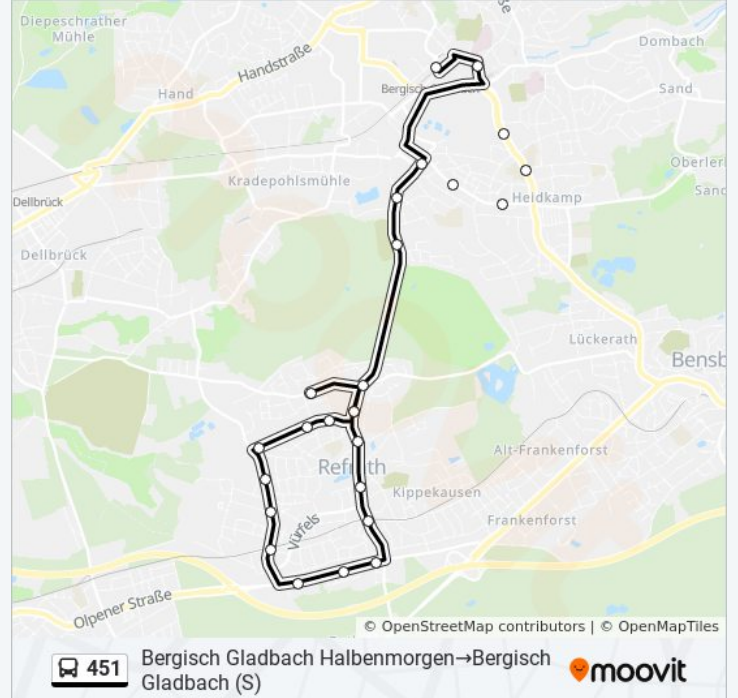 Diepeschrather
Mühle
Handstraße
Dombach
Hand
Bergisc
Sand
Kradepohlsmühle
Oberler
Heidkamp
Sand
Dellbrück
Dellbrück
Lückerath
Bensb
Alt-Frankenforst
Refrath
Kippekausen
Vürfels
Frankenforst
Olpener Straße
© OpenStreetMap contributors | © OpenMapTiles
451
Bergisch Gladbach Halbenmorgen→Bergisch
Gladbach (S)
moovit